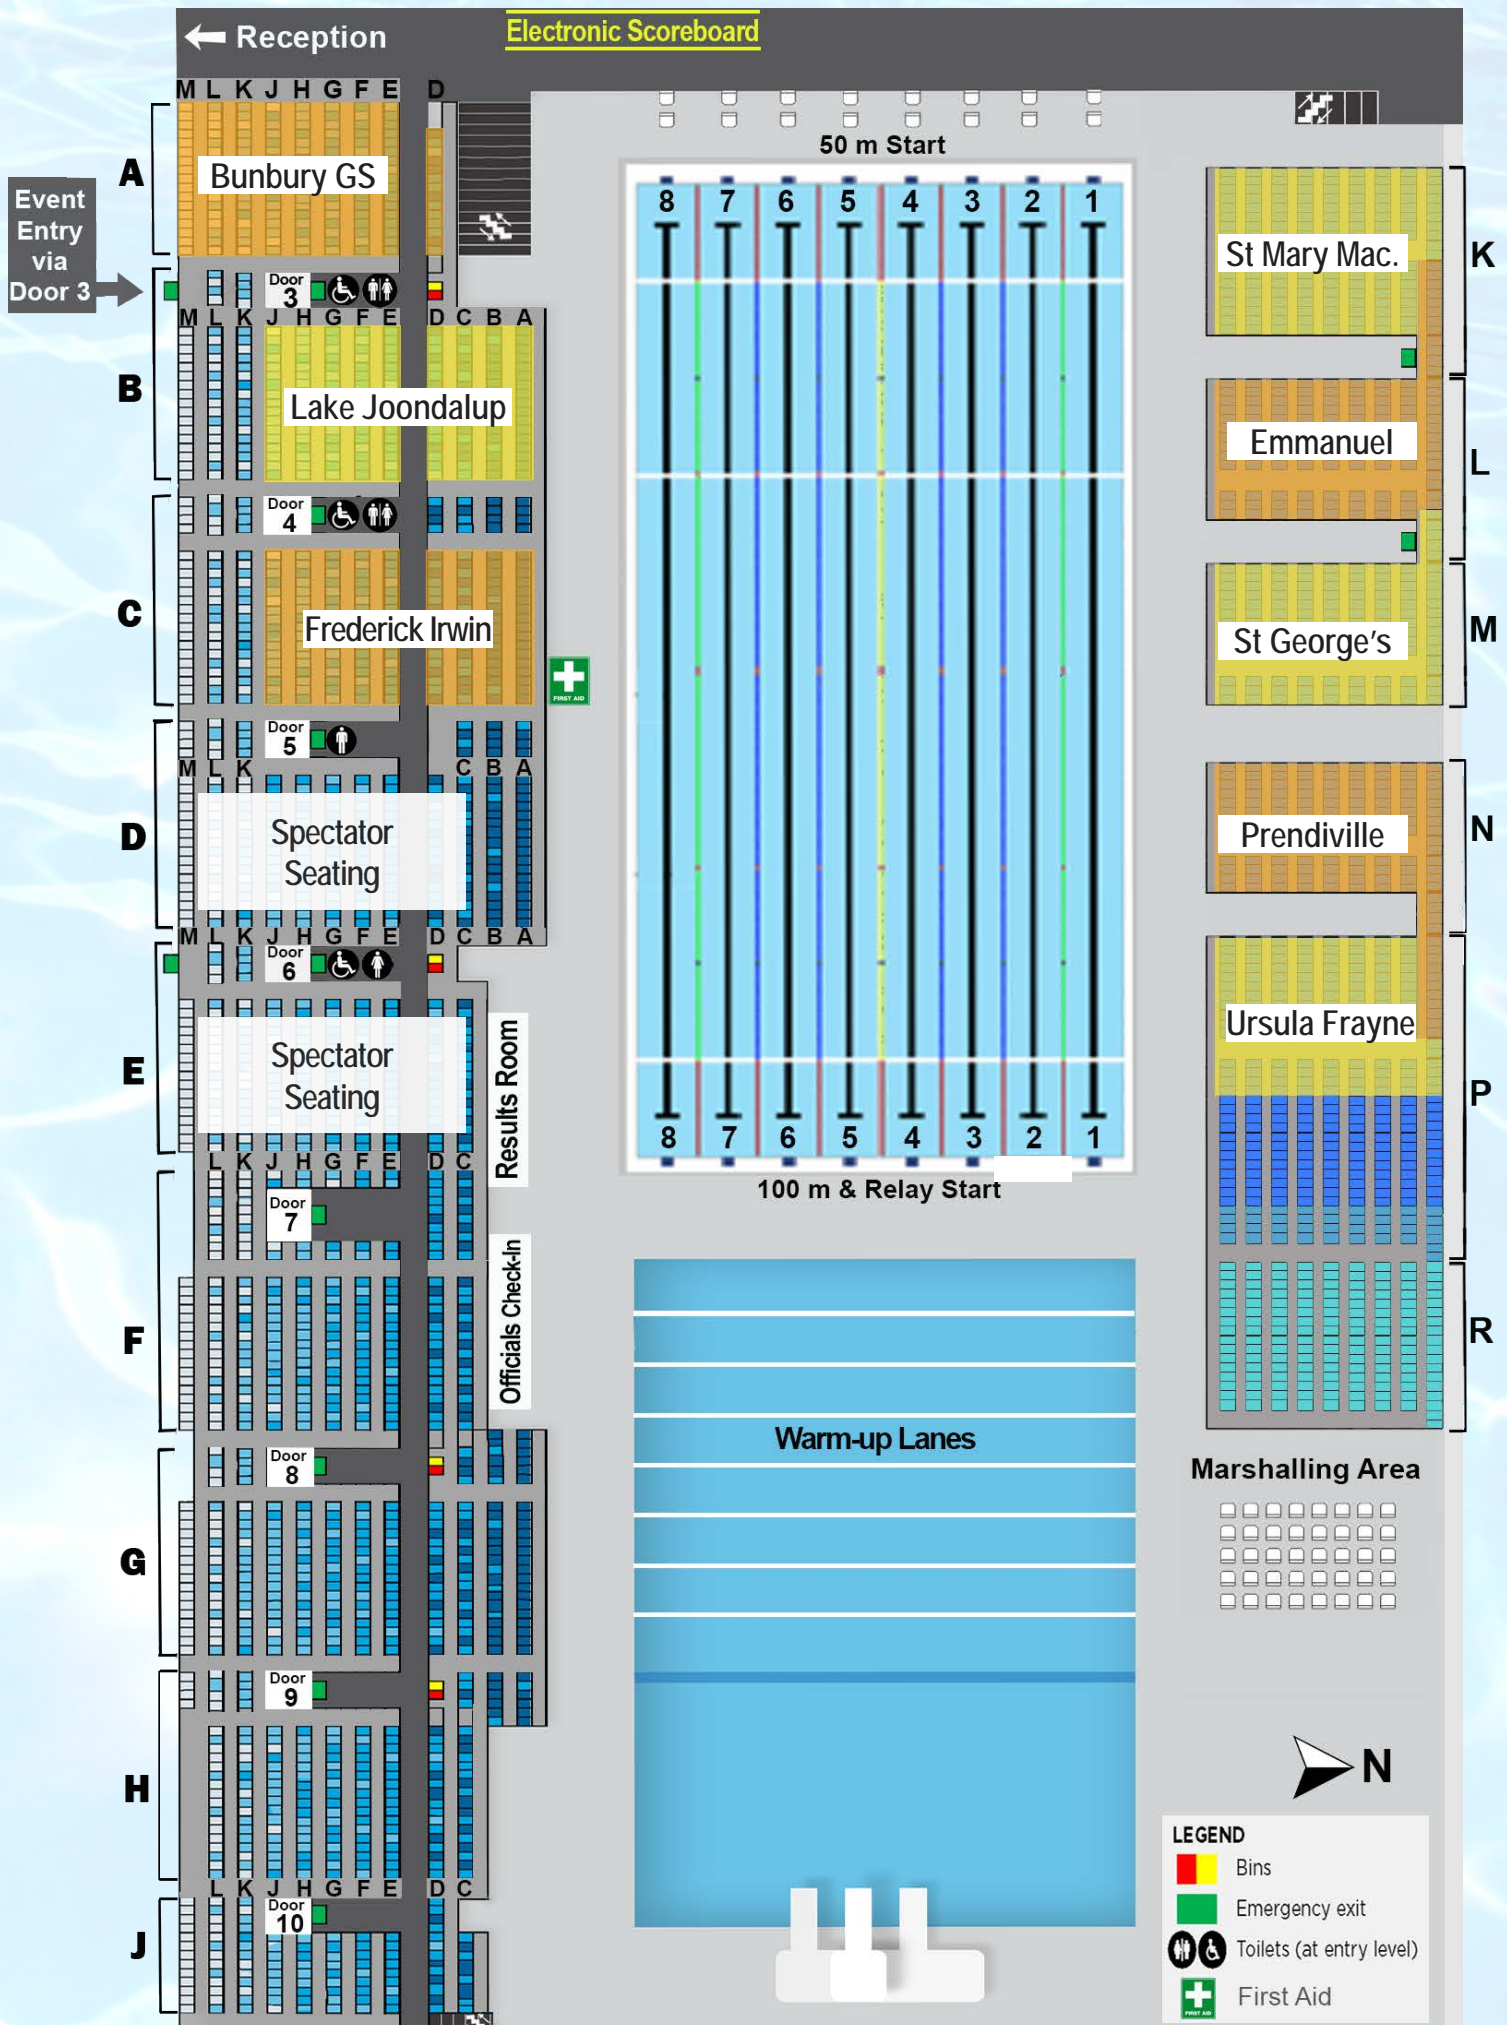 Reception
Electronic Scoreboard
M L K J H G F E D
50 m Start
A
Bunbury GS
Event
Entry
via
Door 3
8 7 6 5 4 3 2 1
St Mary Mac.
K
Door
3
M L K J H G F E D C B A
B
Lake Joondalup
Emmanuel
L
Door
4
C
Frederick Irwin
St George's
M
FIRST AID
Door
5
M L K C B A
D
Spectator
Seating
Prendiville
N
M L K J H G F E D C B A
Door
6
E
Spectator
Seating
Results Room
Ursula Frayne
P
8 7 6 5 4 3 2 1
L K J H G F E D C
100 m & Relay Start
Door
7
F
Officials Check-In
R
Warm-up Lanes
Door
8
Marshalling Area
G
Door
9
H
N
L K J H G F E D C
Door
10
J
LEGEND
Bins
Emergency exit
Toilets (at entry level)
FIRST AID
First Aid